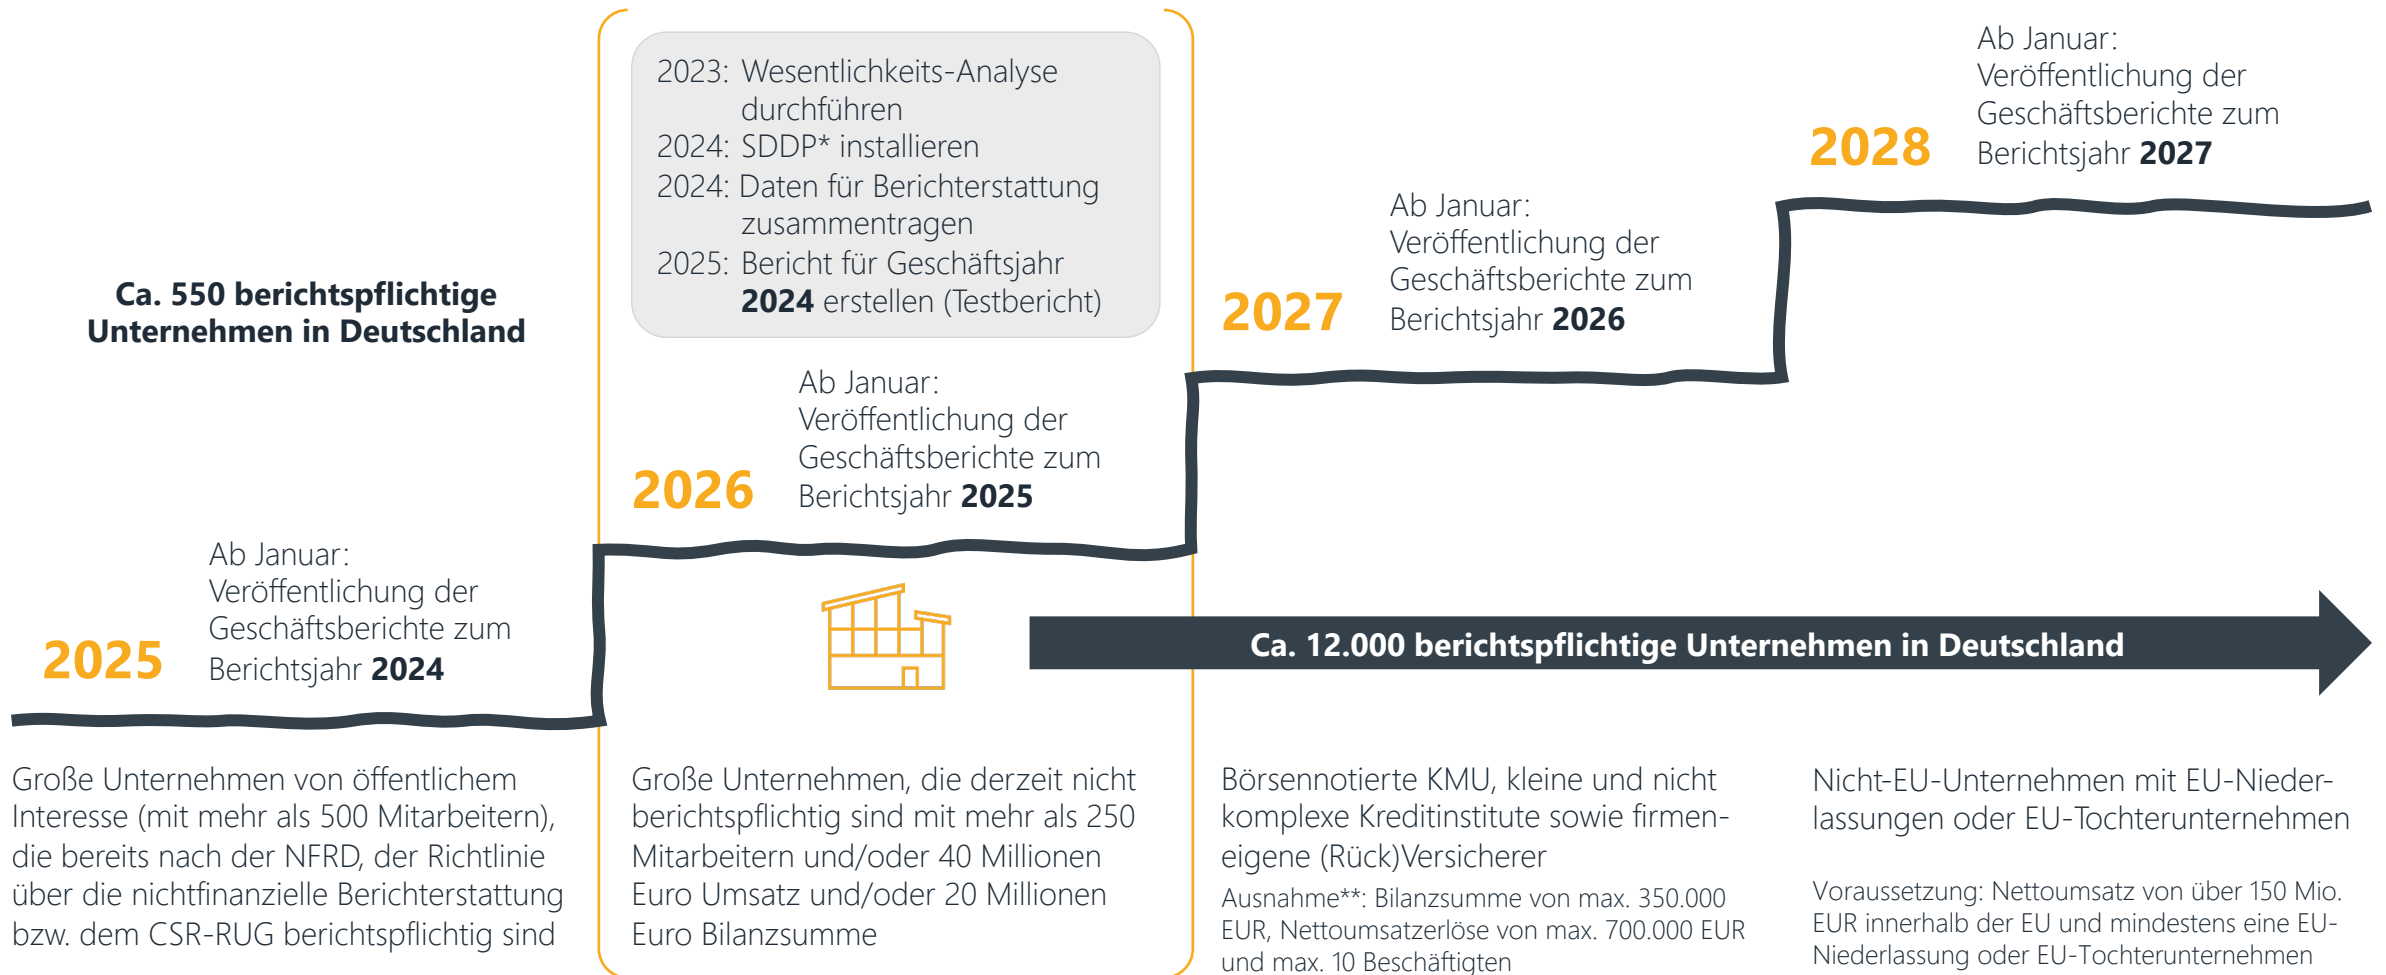 Ca. 550 berichtspflichtige
Unternehmen in Deutschland
2025
Ab Januar:
Veröffentlichung der
Geschäftsberichte zum
Berichtsjahr 2024
Große Unternehmen von öffentlichem
Interesse (mit mehr als 500 Mitarbeitern),
die bereits nach der NFRD, der Richtlinie
über die nichtfinanzielle Berichterstattung
bzw. dem CSR-RUG berichtspflichtig sind
2023: Wesentlichkeits-Analyse
durchführen
2024: SDDP* installieren
2024: Daten für Berichterstattung
zusammentragen
2025: Bericht für Geschäftsjahr
2024 erstellen (Testbericht)
2026
Ab Januar:
Veröffentlichung der
Geschäftsberichte zum
Berichtsjahr 2025
Große Unternehmen, die derzeit nicht
berichtspflichtig sind mit mehr als 250
Mitarbeitern und/oder 40 Millionen
Euro Umsatz und/oder 20 Millionen
Euro Bilanzsumme
2027
Ab Januar:
Veröffentlichung der
Geschäftsberichte zum
Berichtsjahr 2026
Ca. 12.000 berichtspflichtige Unternehmen in Deutschland
Börsennotierte KMU, kleine und nicht
komplexe Kreditinstitute sowie firmen-
eigene (Rück)Versicherer
Ausnahme**: Bilanzsumme von max. 350.000
EUR, Nettoumsatzerlöse von max. 700.000 EUR
und max. 10 Beschäftigten
2028
Ab Januar:
Veröffentlichung der
Geschäftsberichte zum
Berichtsjahr 2027
Nicht-EU-Unternehmen mit EU-Nieder-
lassungen oder EU-Tochterunternehmen
Voraussetzung: Nettoumsatz von über 150 Mio.
EUR innerhalb der EU und mindestens eine EU-
Niederlassung oder EU-Tochterunternehmen